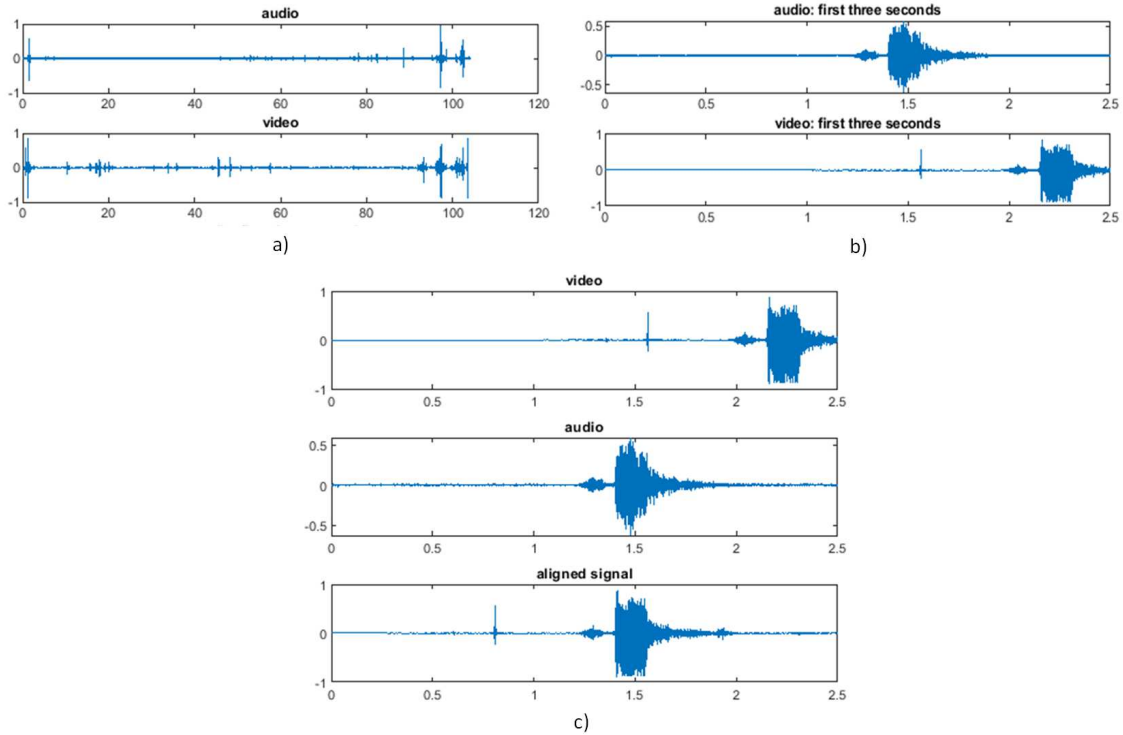 audio
1
0
-1
0 20 40 60 80 100 120
video
1
0
-1
0 20 40 60 80 100 120
a)
audio: first three seconds
0.5
0
-0.5
0 0.5 1 1.5 2 2.5
video: first three seconds
1
0
-1
0 0.5 1 1.5 2 2.5
b)
video
1
0
-1
0 0.5 1 1.5 2 2.5
audio
0.5
0
-0.5
0 0.5 1 1.5 2 2.5
aligned signal
1
0
-1
0 0.5 1 1.5 2 2.5
c)